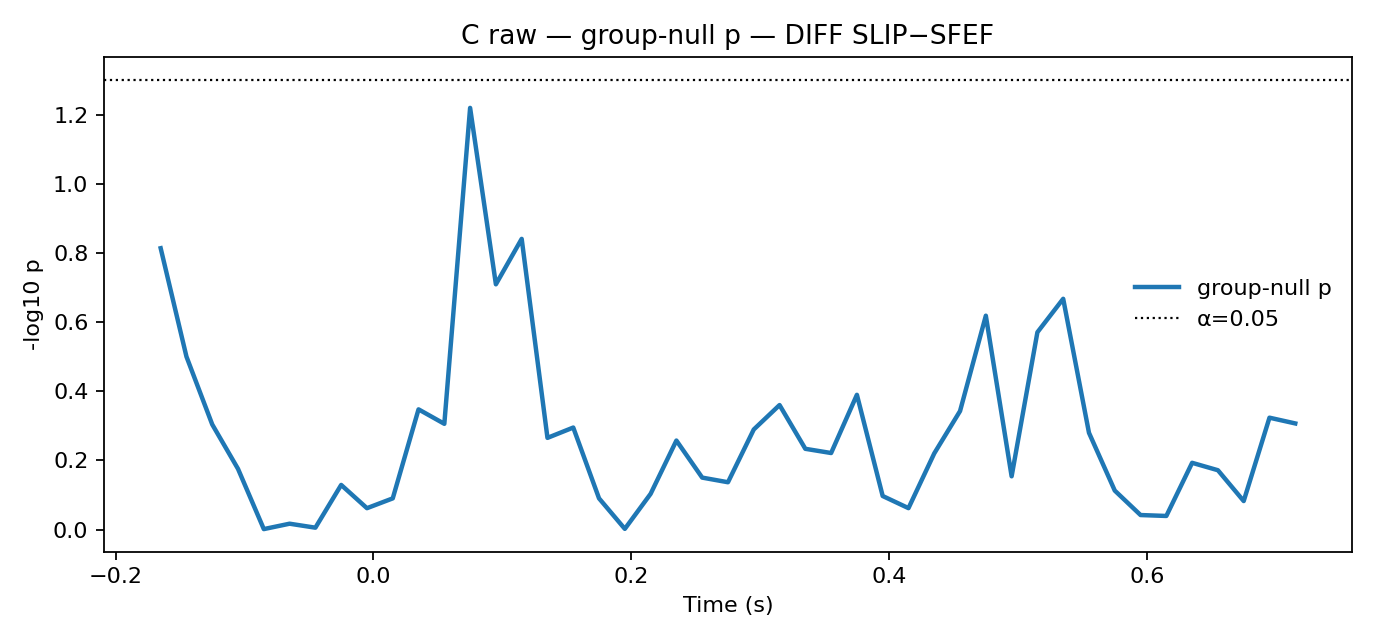 C raw — group-null p — DIFF SLIP−SFEF
1.2
1.0
0.8
0.6
0.4
0.2
0.0
-log10 p
group-null p
α=0.05
−0.2
0.0
0.2
0.4
0.6
Time (s)